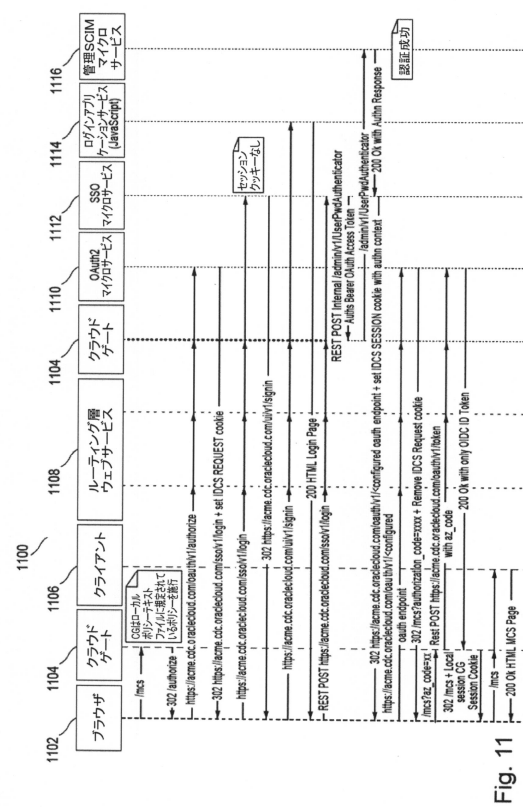 1100
1102
ブラウザ
1104
クラウド
ゲート
1106
クライアント
1108
ルーティング層
ウェブサービス
1104
クラウド
ゲート
1110
OAuth2
マイクロサービス
1112
SSO
マイクロサービス
1114
ログインアプリ
ケーションサービス
(JavaScript)
1116
管理SCIM
マイクロ
サービス
/mcs
CGはローカル
ポリシーテキスト
ファイルに規定されて
いるポリシーを施行
302 /authorize
https://acme.cdc.oraclecloud.com/oauth/v1/authorize
302 https://acme.cdc.oraclecloud.com/sso/v1/login + set IDCS REQUEST cookie
https://acme.cdc.oraclecloud.com/sso/v1/login
セッション
クッキーなし
302 https://acme.cdc.oraclecloud.com/ui/v1/signin
https://acme.cdc.oraclecloud.com/ui/v1/signin
200 HTML Login Page
REST POST https://acme.cdc.oraclecloud.com/sso/v1/login
REST POST Internal /admin/v1/UserPwdAuthenticator
Auths Bearer OAuth Access Token
/admin/v1/UserPwdAuthenticator
200 Ok with Authn Response
認証成功
302 https://acme.cdc.oraclecloud.com/oauth/v1/<configured oauth endpoint + set IDCS SESSION cookie with authn context
https://acme.cdc.oraclecloud.com/oauth/v1/<configured
oauth endpoint
302 /mcs?authorization_code=xxxx + Remove IDCS Request cookie
/mcs?az_code=xx
Rest POST https://acme.cdc.oraclecloud.com/oauth/v1/token
with az_code
200 Ok with only OIDC ID Token
302 /mcs + Local
session CG
Session Cookie
/mcs
200 Ok HTML MCS Page
Fig. 11